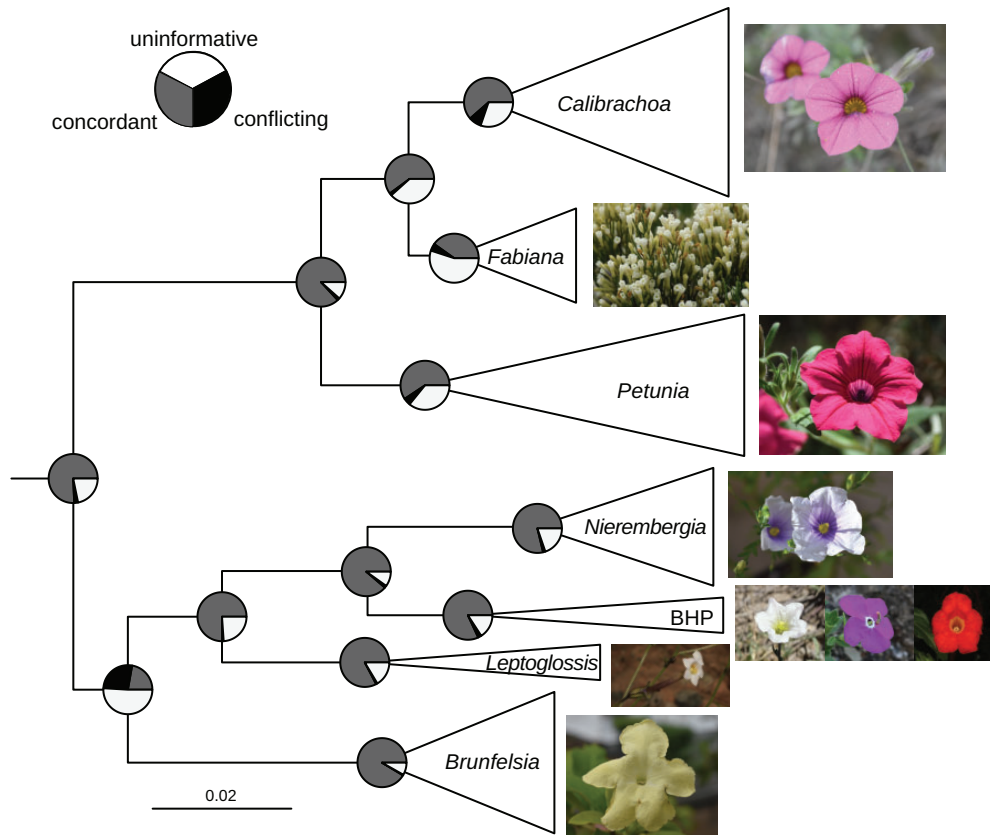 uninformative
concordant
conflicting
Calibrachoa
Fabiana
Petunia
Nierembergia
BHP
Leptoglossis
Brunfelsia
0.02